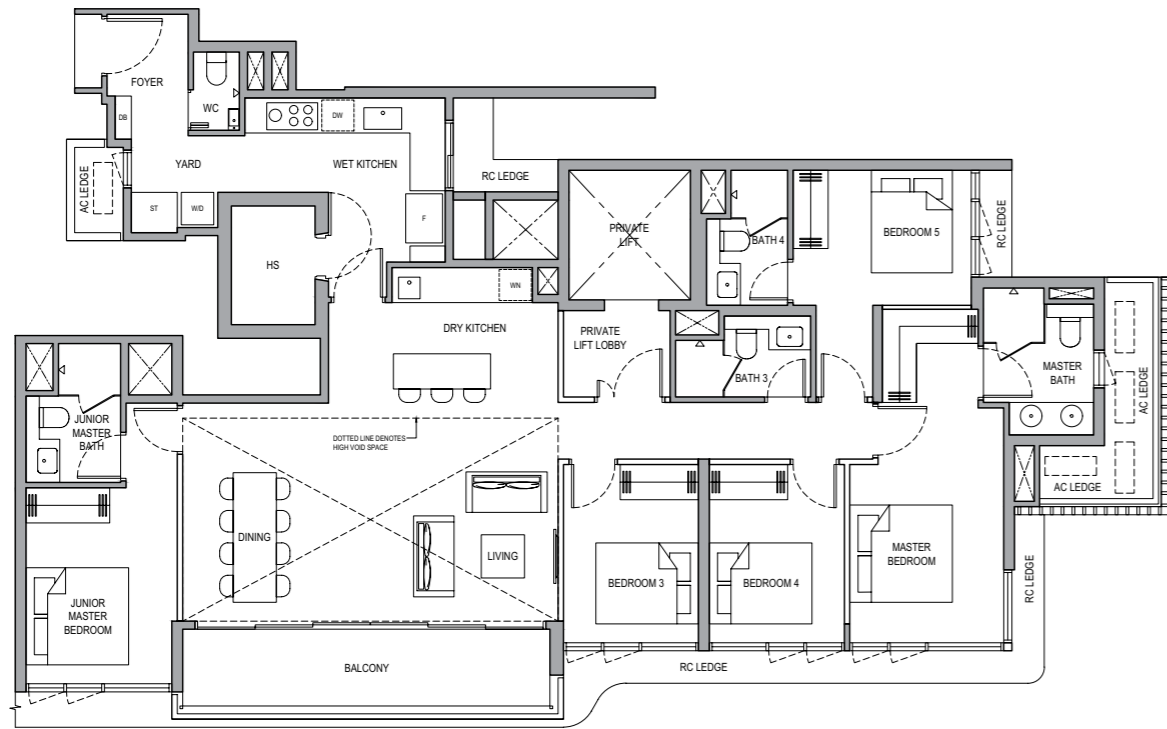 FOYER
WC
DB
DW
YARD
WET KITCHEN
RC LEDGE
AC LEDGE
ST
W/D
F
HS
PRIVATE
LIFT
BATH 4
BEDROOM 5
RC LEDGE
WN
DRY KITCHEN
PRIVATE
LIFT LOBBY
BATH 3
MASTER
BATH
AC LEDGE
AC LEDGE
JUNIOR
MASTER
BATH
DOTTED LINE DENOTES
HIGH VOID SPACE
DINING
LIVING
BEDROOM 3
BEDROOM 4
MASTER
BEDROOM
RC LEDGE
JUNIOR
MASTER
BEDROOM
BALCONY
RC LEDGE